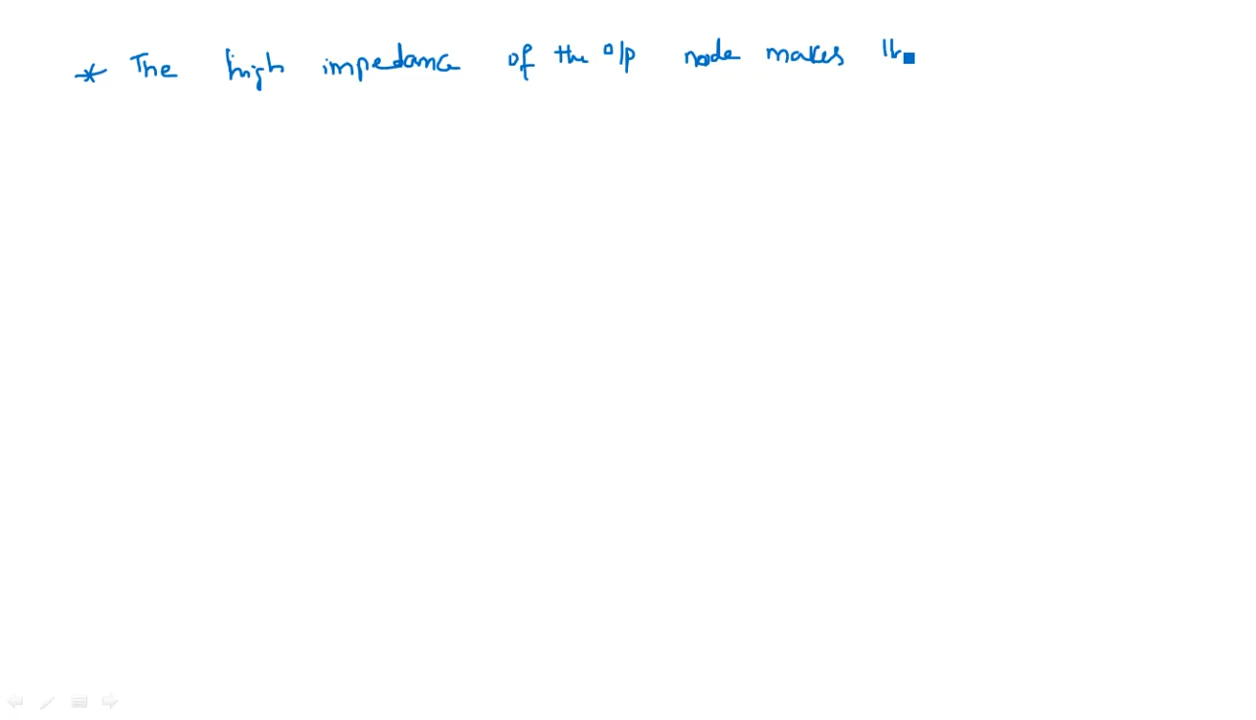 * The high impedance of the o/p node makes